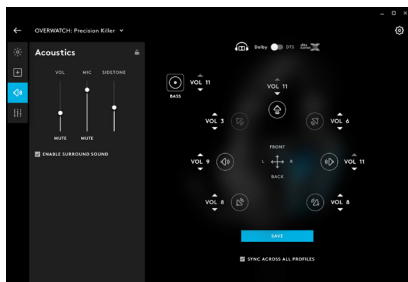 OVERWATCH: Precision Killer
Acoustics
VOL MIC SIDETONE
MUTE MUTE
ENABLE SURROUND SOUND
Dolby DTS dts X
BASS
VOL 11
VOL 11
VOL 3
VOL 6
FRONT
VOL 9
L R
VOL 11
BACK
VOL 8
VOL 8
SAVE
SYNC ACROSS ALL PROFILES